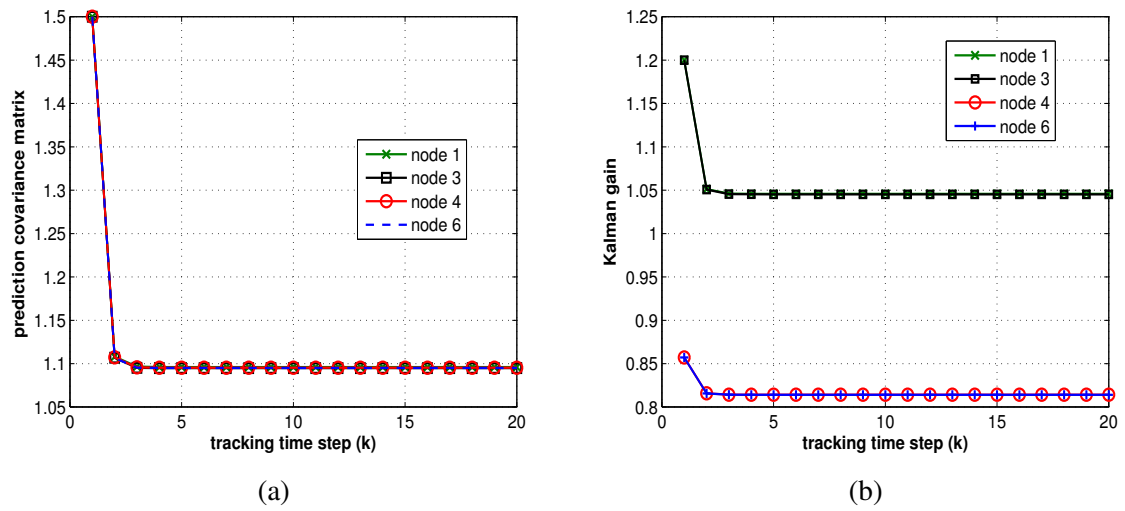 prediction covariance matrix
1.5
1.45
1.4
1.35
1.3
1.25
1.2
1.15
1.1
1.05
0 5 10 15 20
tracking time step (k)
node 1
node 3
node 4
node 6
(a)
Kalman gain
1.25
1.2
1.15
1.1
1.05
1
0.95
0.9
0.85
0.8
0 5 10 15 20
tracking time step (k)
node 1
node 3
node 4
node 6
(b)